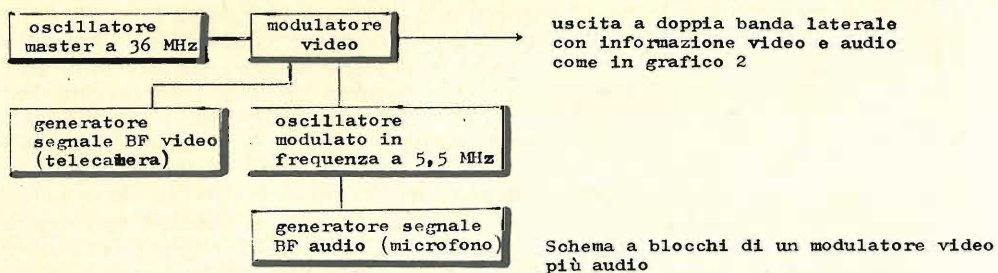 oscillatore
master a 36 MHz
modulatore
video
uscita a doppia banda laterale
con informazione video e audio
come in grafico 2
generatore
segnale BF video
(telecamera)
oscillatore
modulato in
frequenza a 5,5 MHz
generatore segnale
BF audio (microfono)
Schema a blocchi di un modulatore video
più audio